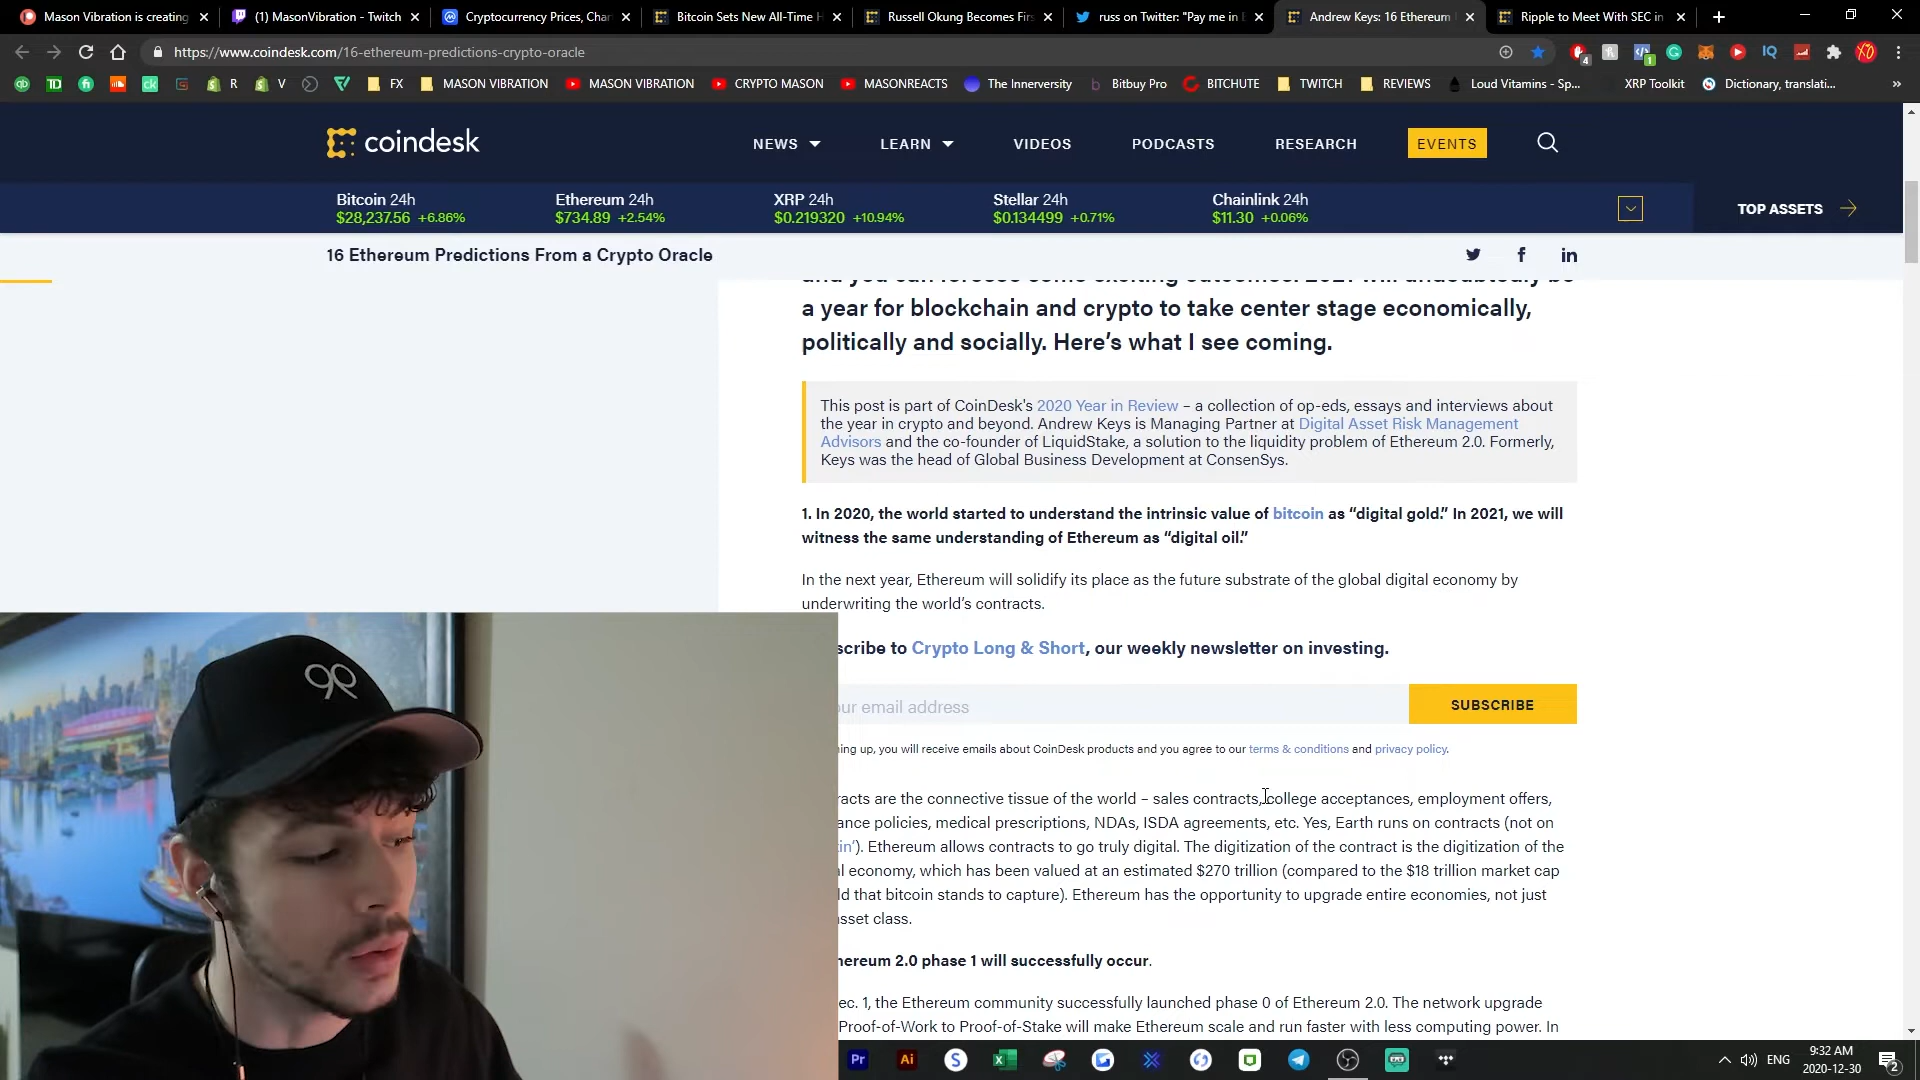 Mason Vibration is creating
(1) MasonVibration - Twitch
Cryptocurrency Prices, Char
Bitcoin Sets New All-Time H
Russell Okung Becomes Firs
russ on Twitter: "Pay me in
Andrew Keys: 16 Ethereum
Ripple to Meet With SEC in
https://www.coindesk.com/16-ethereum-predictions-crypto-oracle
R
V
FX
MASON VIBRATION
MASON VIBRATION
CRYPTO MASON
MASONREACTS
The Innerversity
Bitbuy Pro
BITCHUTE
TWITCH
REVIEWS
Loud Vitamins - Sp...
XRP Toolkit
Dictionary, translati...
coindesk
NEWS
LEARN
VIDEOS
PODCASTS
RESEARCH
EVENTS
Bitcoin 24h
$28,237.56 +6.86%
Ethereum 24h
$734.89 +2.54%
XRP 24h
$0.219320 +10.94%
Stellar 24h
$0.134499 +0.71%
Chainlink 24h
$11.30 +0.06%
TOP ASSETS
16 Ethereum Predictions From a Crypto Oracle
and you can foresee some exciting outcomes. 2021 will undoubtedly be
a year for blockchain and crypto to take center stage economically,
politically and socially. Here's what I see coming.
This post is part of CoinDesk's 2020 Year in Review – a collection of op-eds, essays and interviews about
the year in crypto and beyond. Andrew Keys is Managing Partner at Digital Asset Risk Management
Advisors and the co-founder of LiquidStake, a solution to the liquidity problem of Ethereum 2.0. Formerly,
Keys was the head of Global Business Development at ConsenSys.
1. In 2020, the world started to understand the intrinsic value of bitcoin as “digital gold.” In 2021, we will
witness the same understanding of Ethereum as “digital oil.”
In the next year, Ethereum will solidify its place as the future substrate of the global digital economy by
underwriting the world's contracts.
scribe to Crypto Long & Short, our weekly newsletter on investing.
our email address
SUBSCRIBE
ning up, you will receive emails about CoinDesk products and you agree to our terms & conditions and privacy policy.
racts are the connective tissue of the world – sales contracts, college acceptances, employment offers,
ance policies, medical prescriptions, NDAs, ISDA agreements, etc. Yes, Earth runs on contracts (not on
in'). Ethereum allows contracts to go truly digital. The digitization of the contract is the digitization of the
al economy, which has been valued at an estimated $270 trillion (compared to the $18 trillion market cap
ld that bitcoin stands to capture). Ethereum has the opportunity to upgrade entire economies, not just
asset class.
hereum 2.0 phase 1 will successfully occur.
ec. 1, the Ethereum community successfully launched phase 0 of Ethereum 2.0. The network upgrade
Proof-of-Work to Proof-of-Stake will make Ethereum scale and run faster with less computing power. In
Pr
Ai
ENG
9:32 AM
2020-12-30